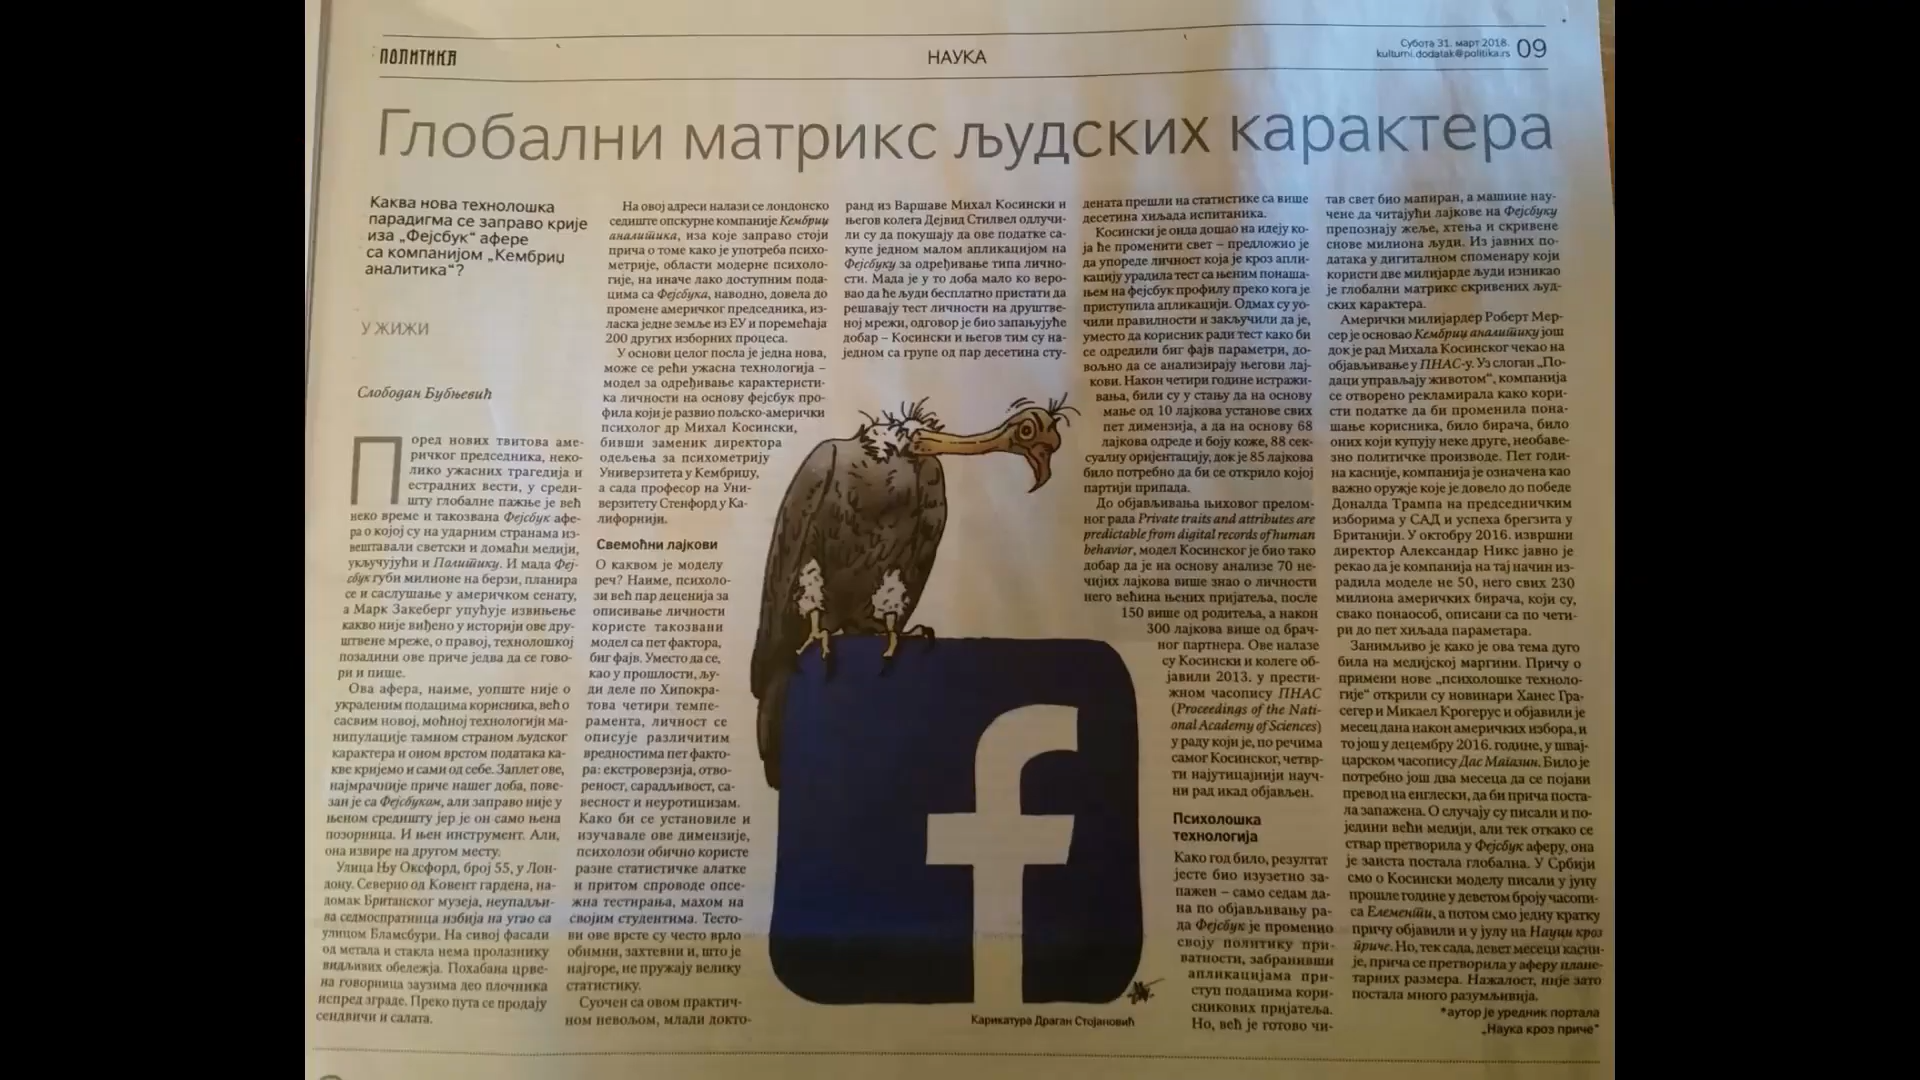 ПОЛИТИКА
НАУКА
Субота 31. март 2018.
kulturni.dodatak@politika.rs
09
Глобални матрикс људских карактера
Каква нова технолошка
парадигма се заправо крије
иза „Фејсбук“ афере
са компанијом „Кембриџ
аналитика“?
У ЖИЖИ
Слободан Бубњевић
Поред нових твитова аме-
ричког председника, неко-
лико ужасних трагедија и
естрадних вести, у среди-
шту глобалне пажње је већ
неко време и такозвана Фејсбук афе-
ра о којој су на ударним странама из-
вештавали светски и домаћи медији,
укључујући и Политику. И мада Феј-
сбук губи милионе на берзи, планира
се и саслушање у америчком сенату,
а Марк Закеберг упућује извињење
какво није виђено у историји ове дру-
штвене мреже, о правој, технолошкој
позадини ове приче једва да се гово-
ри и пише.
Ова афера, наиме, уопште није о
украденим подацима корисника, већ о
сасвим новој, моћној технологији ма-
нипулације тамном страном људског
карактера и оном врстом података ка-
кве кријемо и сами од себе. Заплет ове,
најмрачније приче нашег доба, пове-
зан је са Фејсбуком, али заправо није у
њеном средишту јер је он само њена
позорница. И њен инструмент. Али,
она извире на другом месту.
Улица Њу Оксфорд, број 55, у Лон-
дону. Северно од Ковент гардена, на-
домак Британског музеја, неупадљи-
ва седмоспратница избија на угао са
улицом Бламсбури. На сивој фасади
од метала и стакла нема пролазнику
видљивих обележја. Похабана црве-
на говорница заузима део плочника
испред зграде. Преко пута се продају
сендвичи и салата.
На овој адреси налази се лондонско
седиште опскурне компаније Кембриџ
аналитика, иза које заправо стоји
прича о томе како је употреба психо-
метрије, области модерне психоло-
гије, на иначе лако доступним пода-
цима са Фејсбука, наводно, довела до
промене америчког председника, из-
ласка једне земље из ЕУ и поремећаја
200 других изборних процеса.
У основи целог посла је једна нова,
може се рећи ужасна технологија –
модел за одређивање карактеристи-
ка личности на основу фејсбук про-
фила који је развио пољско-амерички
психолог др Михал Косински,
бивши заменик директора
одељења за психометрију
Универзитета у Кембриџу,
а сада професор на Уни-
верзитету Стенфорд у Ка-
лифорнији.
Свемоћни лајкови
О каквом је моделу
реч? Наиме, психоло-
зи већ пар деценија за
описивање личности
користе такозвани
модел са пет фактора,
биг фајв. Уместо да се,
као у прошлости, љу-
ди деле по Хипокра-
това четири темпе-
рамента, личност се
описује различитим
вредностима пет факто-
ра: екстроверзија, отво-
реност, сарадљивост, са-
весност и неуротицизам.
Како би се установиле и
изучавале ове димензије,
психолози обично користе
разне статистичке алатке
и притом спроводе опсе-
жна тестирања, махом на
својим студентима. Тесто-
ви ове врсте су често врло
обимни, захтевни и, што је
најгоре, не пружају велику
статистику.
Суочен са овом практич-
ном невољом, млади докто-
ранд из Варшаве Михал Косински и
његов колега Дејвид Стилвел одлучи-
ли су да покушају да ове податке са-
купе једном малом апликацијом на
Фејсбуку за одређивање типа лично-
сти. Мада је у то доба мало ко веро-
вао да ће људи бесплатно пристати да
решавају тест личности на друштве-
ној мрежи, одговор је био запањујуће
добар – Косински и његов тим су на-
једном са групе од пар десетина сту-
дената прешли на статистике са више
десетина хиљада испитаника.
Косински је онда дошао на идеју ко-
ја ће променити свет – предложио је
да упореде личност која је кроз апли-
кацију урадила тест са њеним понаша-
њем на фејсбук профилу преко кога је
приступила апликацији. Одмах су уо-
чили правилности и закључили да је,
уместо да корисник ради тест како би
се одредили биг фајв параметри, до-
вољно да се анализирају његови лај-
кови. Након четири године истражи-
вања, били су у стању да на основу
мање од 10 лајкова установе свих
пет димензија, а да на основу 68
лајкова одреде и боју коже, 88 сек-
суалну оријентацију, док је 85 лајкова
било потребно да би се открило којој
партији припада.
До објављивања њиховог прелом-
ног рада Private traits and attributes are
predictable from digital records of human
behavior, модел Косинског је био тако
добар да је на основу анализе 70 не-
чијих лајкова више знао о личности
него већина њених пријатеља, после
150 више од родитеља, а након
300 лајкова више од брач-
ног партнера. Ове налазе
су Косински и колеге об-
јавили 2013. у прести-
жном часопису ПНАС
(Proceedings of the Nati-
onal Academy of Sciences)
у раду који је, по речима
самог Косинског, четвр-
ти најутицајнији науч-
ни рад икад објављен.
Психолошка
технологија
Како год било, резултат
јесте био изузетно за-
пажен – само седам да-
на по објављивању ра-
да Фејсбук је променио
своју политику при-
ватности, забранивши
апликацијама при-
ступ подацима кори-
сникових пријатеља.
Но, већ је готово чи-
тав свет био мапиран, а машине нау-
чене да читајући лајкове на Фејсбуку
препознају жеље, хтења и скривене
снове милиона људи. Из јавних по-
датака у дигиталном споменару који
користи две милијарде људи изникао
је глобални матрикс скривених људ-
ских карактера.
Амерички милијардер Роберт Мер-
сер је основао Кембриџ аналитику још
док је рад Михала Косинског чекао на
објављивање у ПНАС-у. Уз слоган „По-
даци управљају животом“, компанија
се отворено рекламирала како кори-
сти податке да би променила пона-
шање корисника, било бирача, било
оних који купују неке друге, необаве-
зно политичке производе. Пет годи-
на касније, компанија је означена као
важно оружје које је довело до победе
Доналда Трампа на председничким
изборима у САД и успеха брегзита у
Британији. У октобру 2016. извршни
директор Александар Никс јавно је
рекао да је компанија на тај начин из-
радила моделе не 50, него свих 230
милиона америчких бирача, који су,
свако понаособ, описани са по чети-
ри до пет хиљада параметара.
Занимљиво је како је ова тема дуго
била на медијској маргини. Причу о
примени нове „психолошке техноло-
гије“ открили су новинари Ханес Гра-
сегер и Микаел Крогерус и објавили је
месец дана након америчких избора, и
то још у децембру 2016. године, у швај-
царском часопису Дас Магазин. Било је
потребно још два месеца да се појави
превод на енглески, да би прича поста-
ла запажена. О случају су писали и по-
једини већи медији, али тек откако се
ствар претворила у Фејсбук аферу, она
је заиста постала глобална. У Србији
смо о Косински моделу писали у јуну
прошле године у деветом броју часопи-
са Елементи, а потом смо једну кратку
причу објавили и у јулу на Науци кроз
приче. Но, тек сада, девет месеци касни-
је, прича се претворила у аферу плане-
тарних размера. Нажалост, није зато
постала много разумљивија.
*аутор је уредник портала
„Наука кроз приче“
f
Карикатура Драган Стојановић